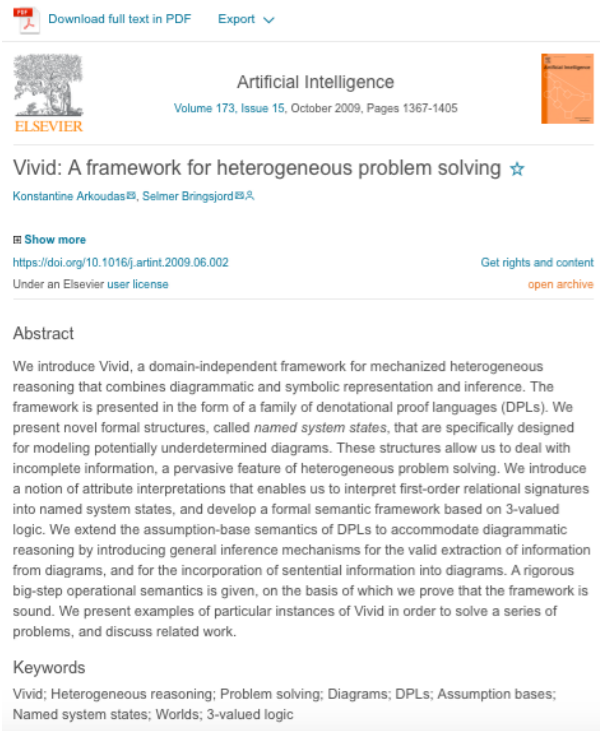 PDF
Download full text in PDF Export
ELSEVIER
Artificial Intelligence
Volume 173, Issue 15, October 2009, Pages 1367-1405
Artificial Intelligence
Vivid: A framework for heterogeneous problem solving ☆
Konstantine Arkoudas, Selmer Bringsjord
Show more
https://doi.org/10.1016/j.artint.2009.06.002
Get rights and content
Under an Elsevier user license
open archive
Abstract
We introduce Vivid, a domain-independent framework for mechanized heterogeneous
reasoning that combines diagrammatic and symbolic representation and inference. The
framework is presented in the form of a family of denotational proof languages (DPLs). We
present novel formal structures, called named system states, that are specifically designed
for modeling potentially underdetermined diagrams. These structures allow us to deal with
incomplete information, a pervasive feature of heterogeneous problem solving. We introduce
a notion of attribute interpretations that enables us to interpret first-order relational signatures
into named system states, and develop a formal semantic framework based on 3-valued
logic. We extend the assumption-base semantics of DPLs to accommodate diagrammatic
reasoning by introducing general inference mechanisms for the valid extraction of information
from diagrams, and for the incorporation of sentential information into diagrams. A rigorous
big-step operational semantics is given, on the basis of which we prove that the framework is
sound. We present examples of particular instances of Vivid in order to solve a series of
problems, and discuss related work.
Keywords
Vivid; Heterogeneous reasoning; Problem solving; Diagrams; DPLs; Assumption bases;
Named system states; Worlds; 3-valued logic